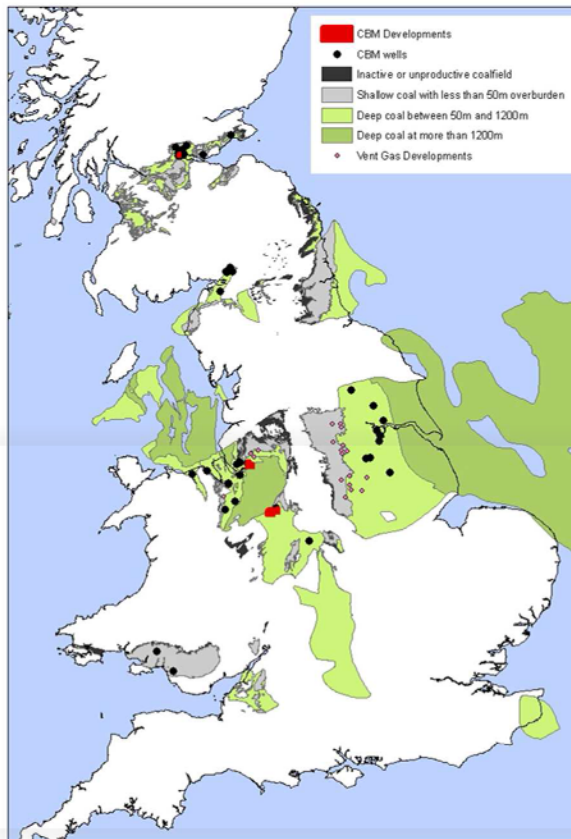 CBM Developments
CBM wells
Inactive or unproductive coalfield
Shallow coal with less than 50m overburden
Deep coal between 50m and 1200m
Deep coal at more than 1200m
Vent Gas Developments